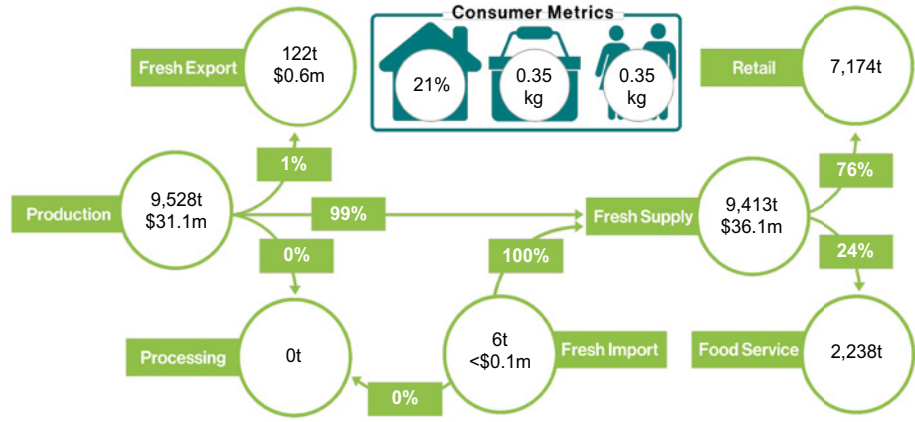 Consumer Metrics
Fresh Export
122t
$0.6m
21%
0.35
kg
0.35
kg
Retail
7,174t
1%
76%
Production
9,528t
$31.1m
99%
Fresh Supply
9,413t
$36.1m
0%
100%
24%
Processing
0t
6t
<$0.1m
Fresh Import
Food Service
2,238t
0%